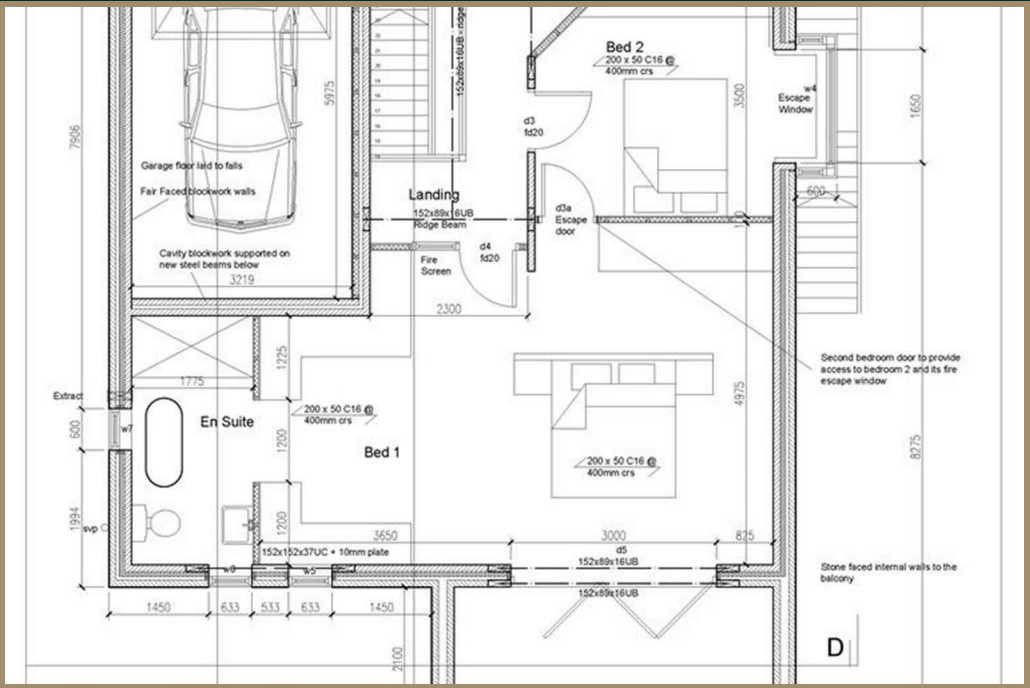 Bed 2
200 x 50 C16 @
400mm crs
152x89x16UB - ridge
5975
3500
w4
Escape
Window
1650
7906
d3
fd20
Garage floor laid to falls
Fair Faced blockwork walls
600
Landing
152x89x16UB
Ridge Beam
d3a
Escape
door
d4
fd20
Fire
Screen
Cavity blockwork supported on
new steel beams below
3219
2300
1225
1775
Second bedroom door to provide
access to bedroom 2 and its fire
escape window
4975
Extract
600
w7
En Suite
200 x 50 C16 @
400mm crs
1200
Bed 1
200 x 50 C16 @
400mm crs
8275
1994
svp
1200
3650
3000
825
d5
152x152x37UC + 10mm plate
152x89x16UB
w5
Stone faced internal walls to the
balcony
152x89x16UB
1450
633
533
633
1450
2100
D